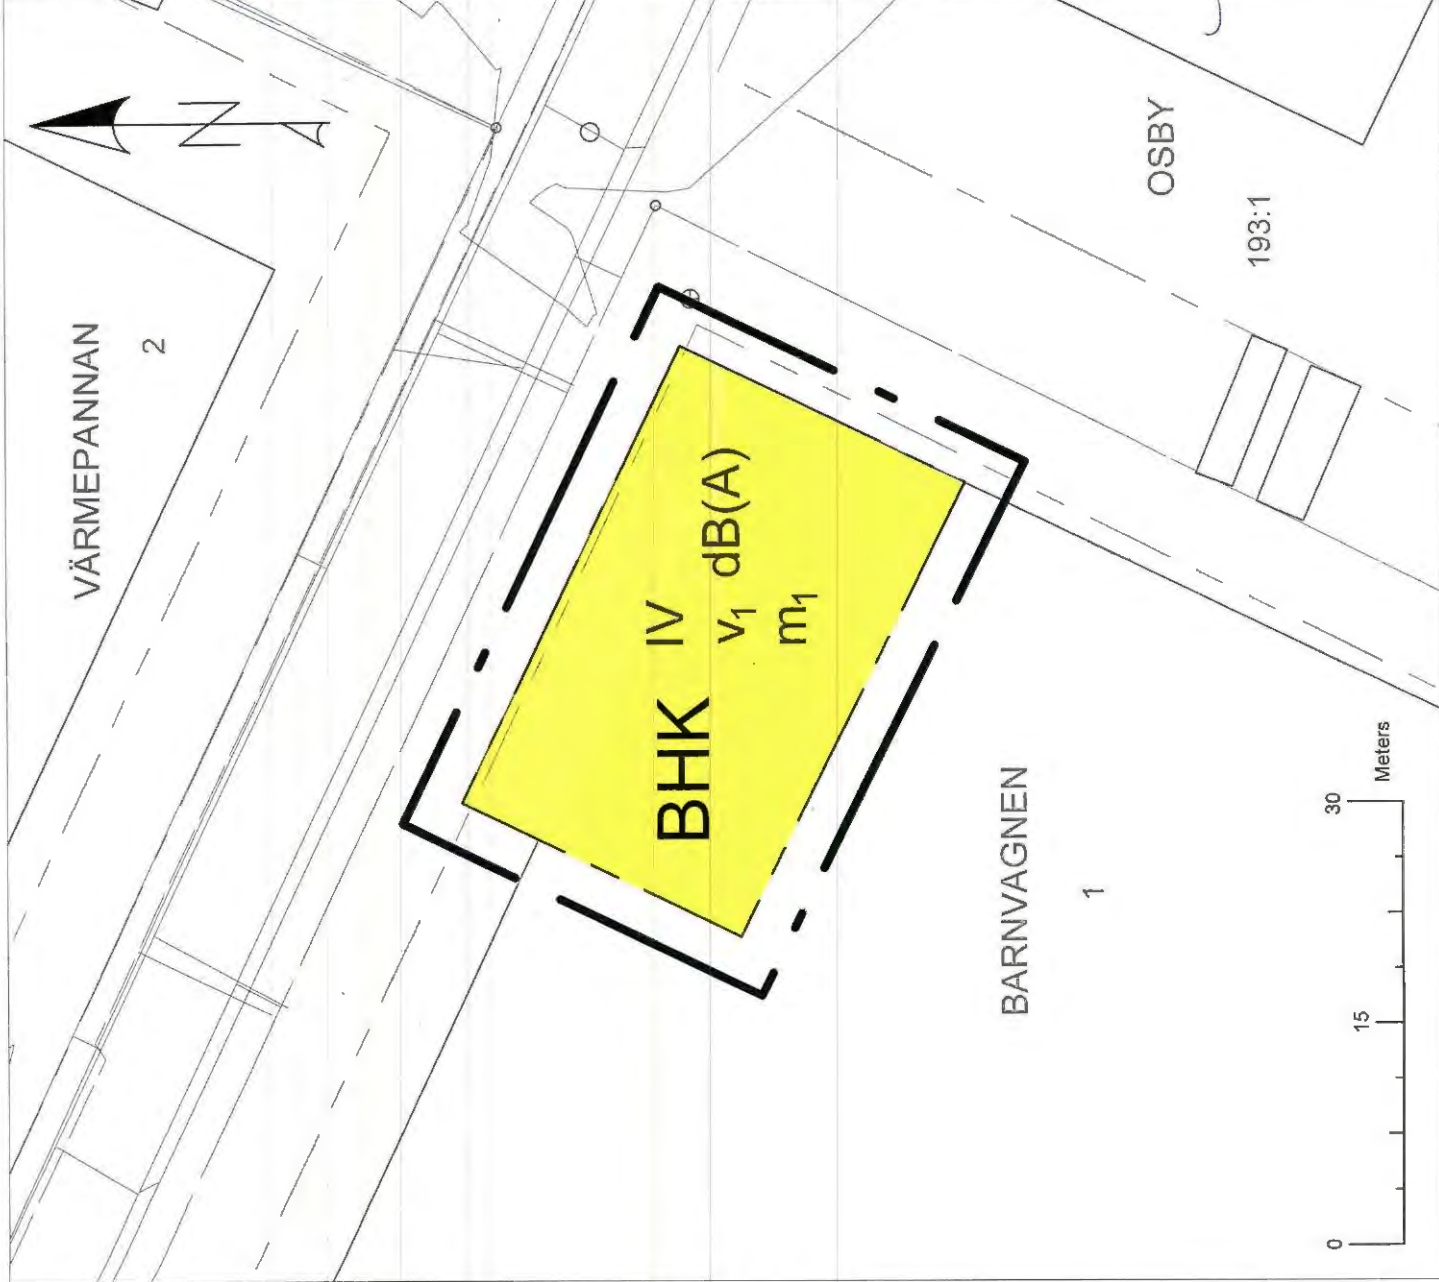 VÄRMEPANNAN
2
N
OSBY
193:1
BHK
IV
v₁ dB(A)
m₁
BARNVAGNEN
1
0 15 30
Meters